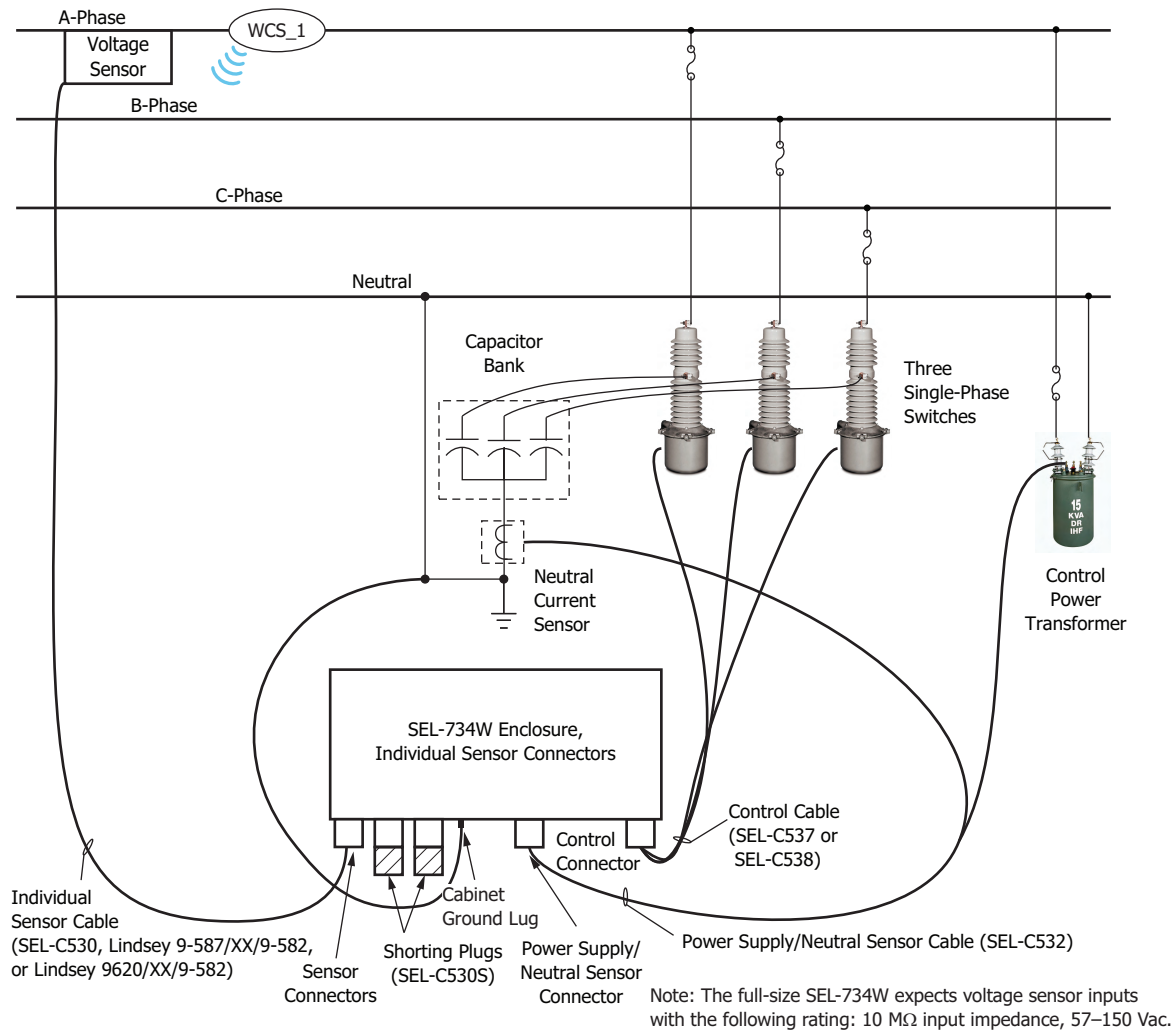 A-Phase
WCS_1
Voltage
Sensor
B-Phase
C-Phase
Neutral
Capacitor
Bank
Three
Single-Phase
Switches
15
KVA
DR
IHF
Neutral
Current
Sensor
Control
Power
Transformer
SEL-734W Enclosure,
Individual Sensor Connectors
Control Cable
(SEL-C537 or
SEL-C538)
Control
Connector
Individual
Sensor Cable
(SEL-C530, Lindsey 9-587/XX/9-582,
or Lindsey 9620/XX/9-582)
Sensor
Connectors
Cabinet
Ground Lug
Shorting Plugs
(SEL-C530S)
Power Supply/
Neutral Sensor
Connector
Power Supply/Neutral Sensor Cable (SEL-C532)
Note: The full-size SEL-734W expects voltage sensor inputs
with the following rating: 10 MΩ input impedance, 57–150 Vac.